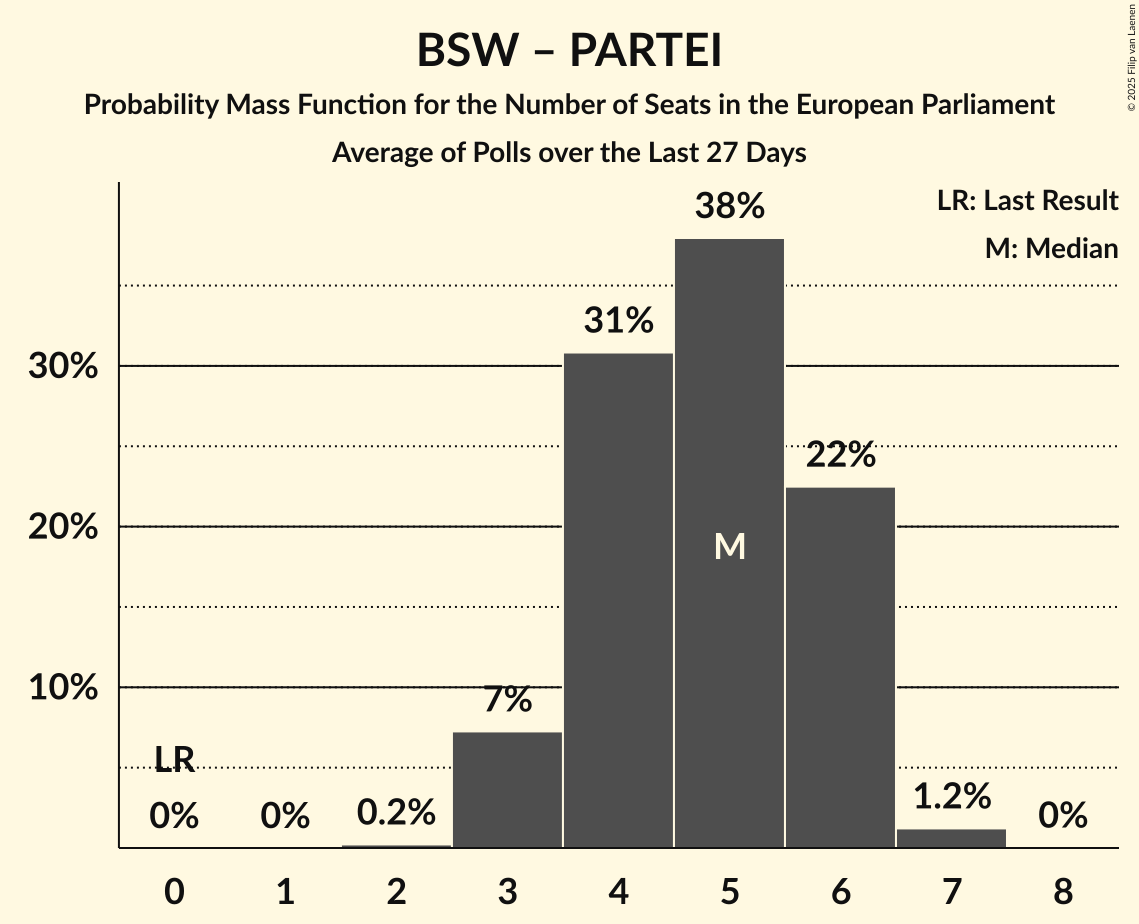 BSW – PARTEI
Probability Mass Function for the Number of Seats in the European Parliament
Average of Polls over the Last 27 Days
© 2025 Filip van Laenen
LR: Last Result
M: Median
38%
31%
30%
22%
20%
M
10%
7%
LR
0%
0%
0.2%
1.2%
0%
0 1 2 3 4 5 6 7 8